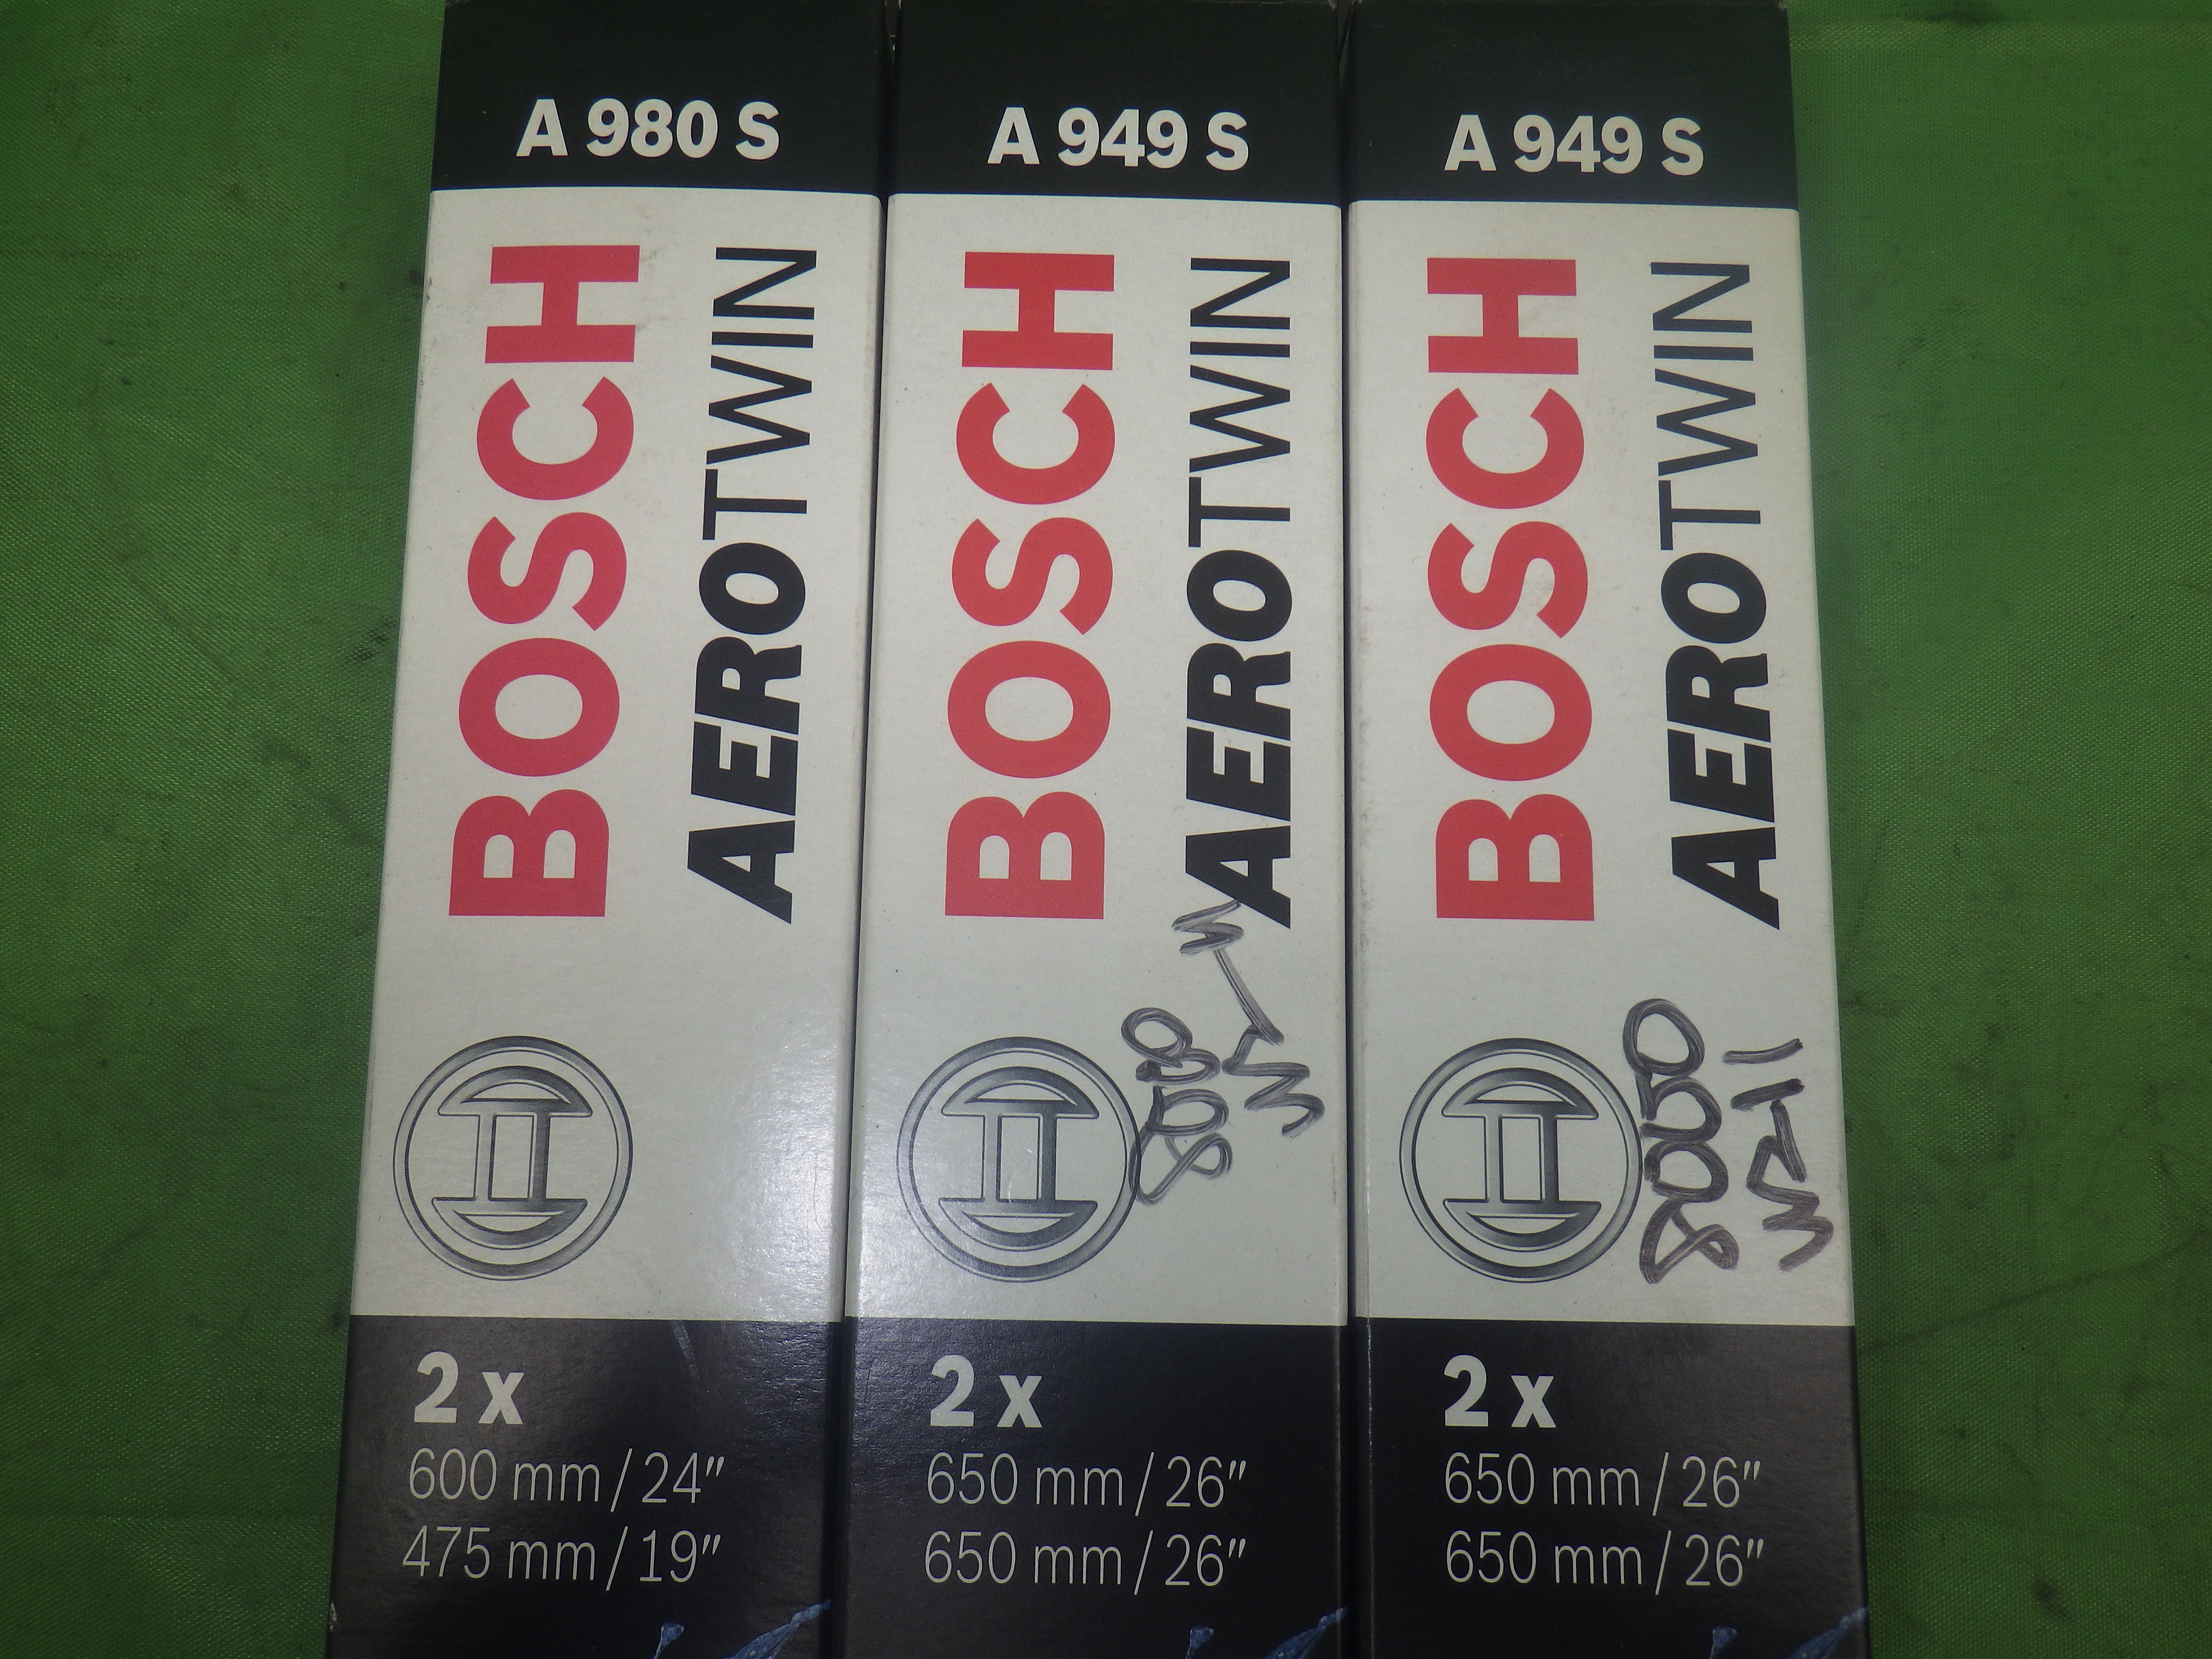 A 980 S
BOSCH
AEROTWIN
2 x
600 mm / 24"
475 mm / 19"
A 949 S
BOSCH
AEROTWIN
2 x
650 mm / 26"
650 mm / 26"
A 949 S
BOSCH
AEROTWIN
2 x
650 mm / 26"
650 mm / 26"